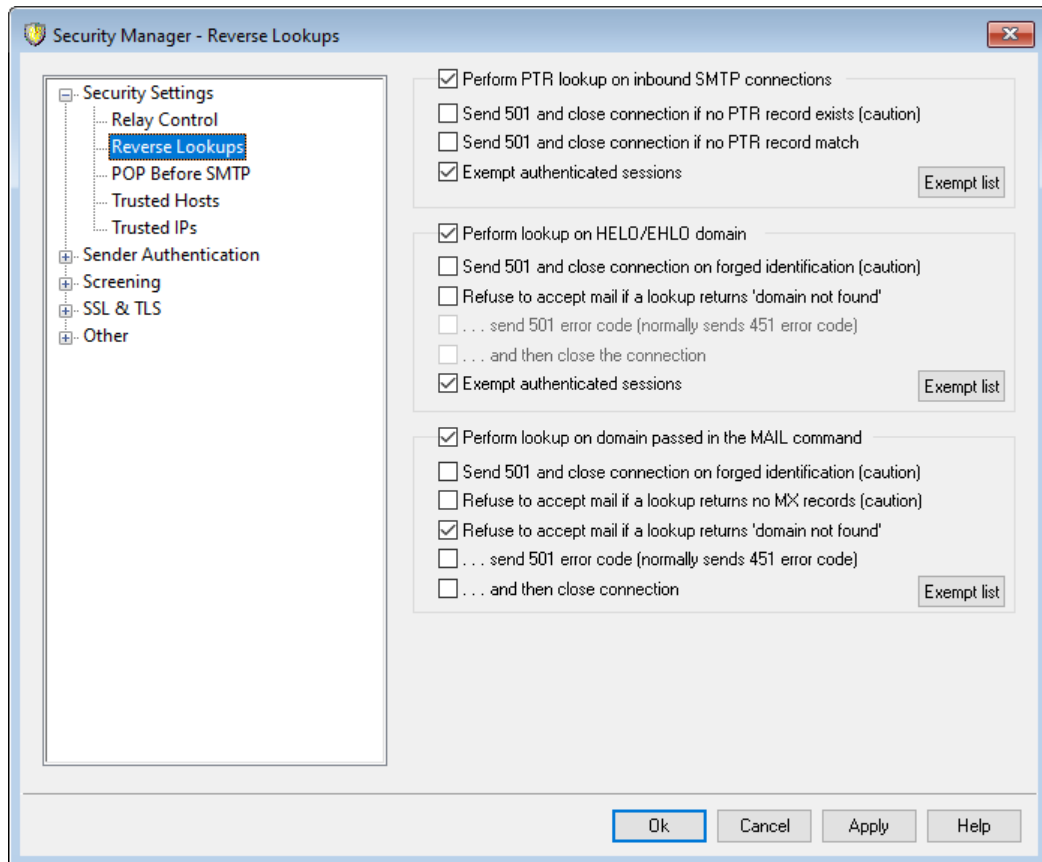 Security Manager - Reverse Lookups
Security Settings
Relay Control
Reverse Lookups
POP Before SMTP
Trusted Hosts
Trusted IPs
Sender Authentication
Screening
SSL & TLS
Other
Perform PTR lookup on inbound SMTP connections
Send 501 and close connection if no PTR record exists (caution)
Send 501 and close connection if no PTR record match
Exempt authenticated sessions
Exempt list
Perform lookup on HELO/EHLO domain
Send 501 and close connection on forged identification (caution)
Refuse to accept mail if a lookup returns 'domain not found'
. . . send 501 error code (normally sends 451 error code)
. . . and then close the connection
Exempt authenticated sessions
Exempt list
Perform lookup on domain passed in the MAIL command
Send 501 and close connection on forged identification (caution)
Refuse to accept mail if a lookup returns no MX records (caution)
Refuse to accept mail if a lookup returns 'domain not found'
. . . send 501 error code (normally sends 451 error code)
. . . and then close connection
Exempt list
Ok
Cancel
Apply
Help